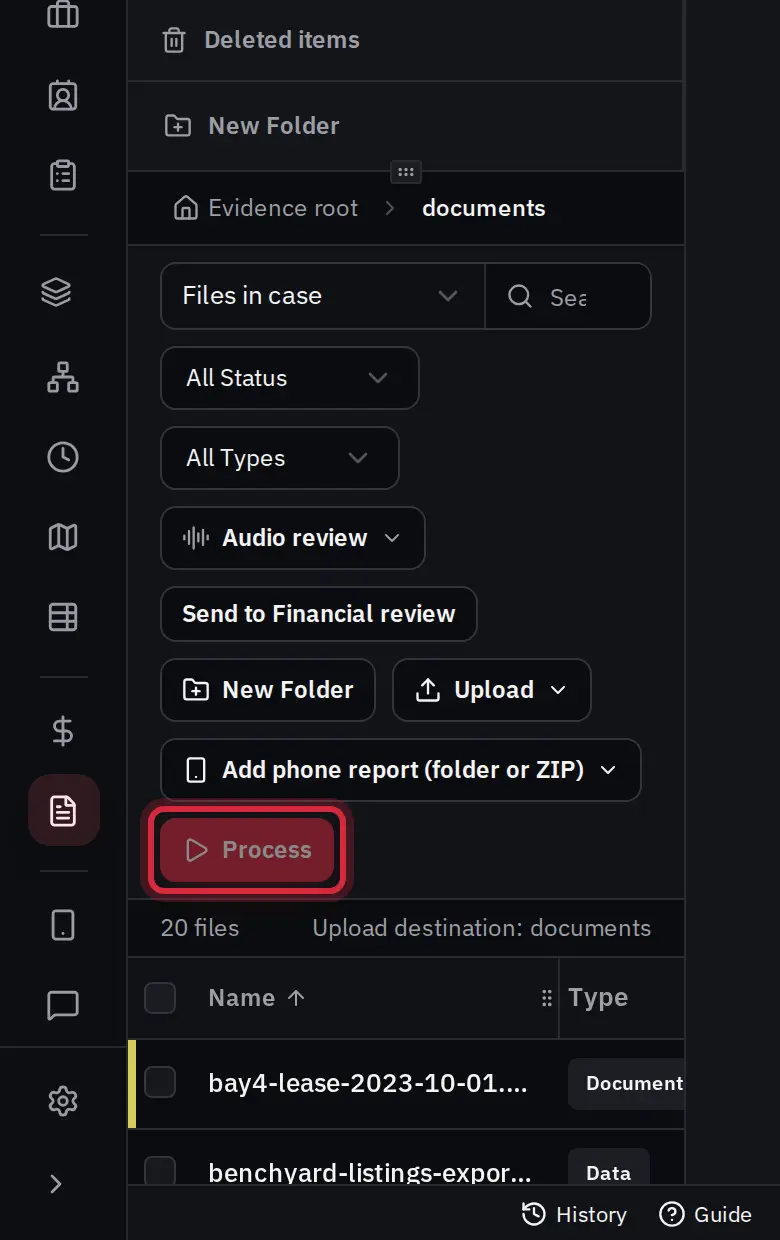 Deleted items
New Folder
Evidence root > documents
Files in case
Sea
All Status
All Types
Audio review
Send to Financial review
New Folder
Upload
Add phone report (folder or ZIP)
Process
20 files
Upload destination: documents
Name
Type
bay4-lease-2023-10-01....
Document
benchyard-listings-expor...
Data
History
Guide